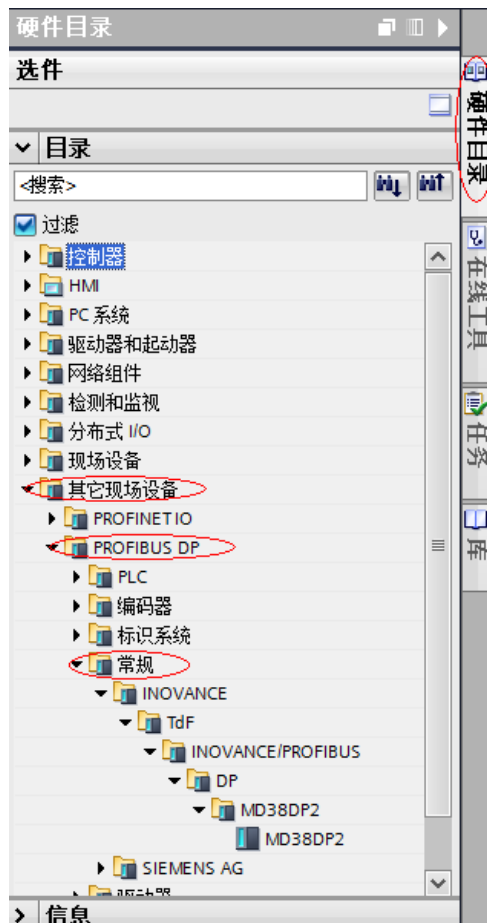 硬件目录
选件
目录
<搜索>
过滤
控制器
HMI
PC 系统
驱动器和起动器
网络组件
检测和监视
分布式 I/O
现场设备
其它现场设备
PROFINET IO
PROFIBUS DP
PLC
编码器
标识系统
常规
INOVANCE
TdF
INOVANCE/PROFIBUS
DP
MD38DP2
MD38DP2
SIEMENS AG
信息
硬件目录
在线工具
任务
库